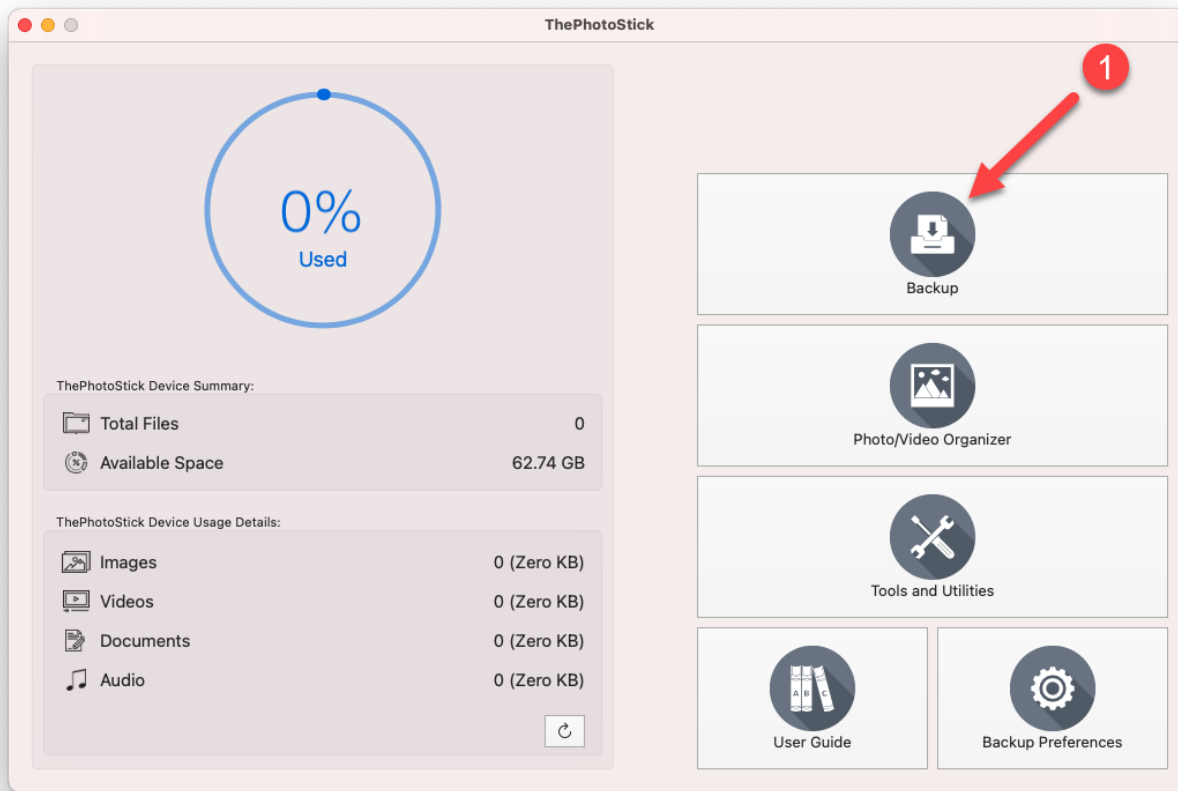 ThePhotoStick
1
0%
Used
ThePhotoStick Device Summary:
Total Files 0
Available Space 62.74 GB
ThePhotoStick Device Usage Details:
Images 0 (Zero KB)
Videos 0 (Zero KB)
Documents 0 (Zero KB)
Audio 0 (Zero KB)
Backup
Photo/Video Organizer
Tools and Utilities
A B C
User Guide
Backup Preferences